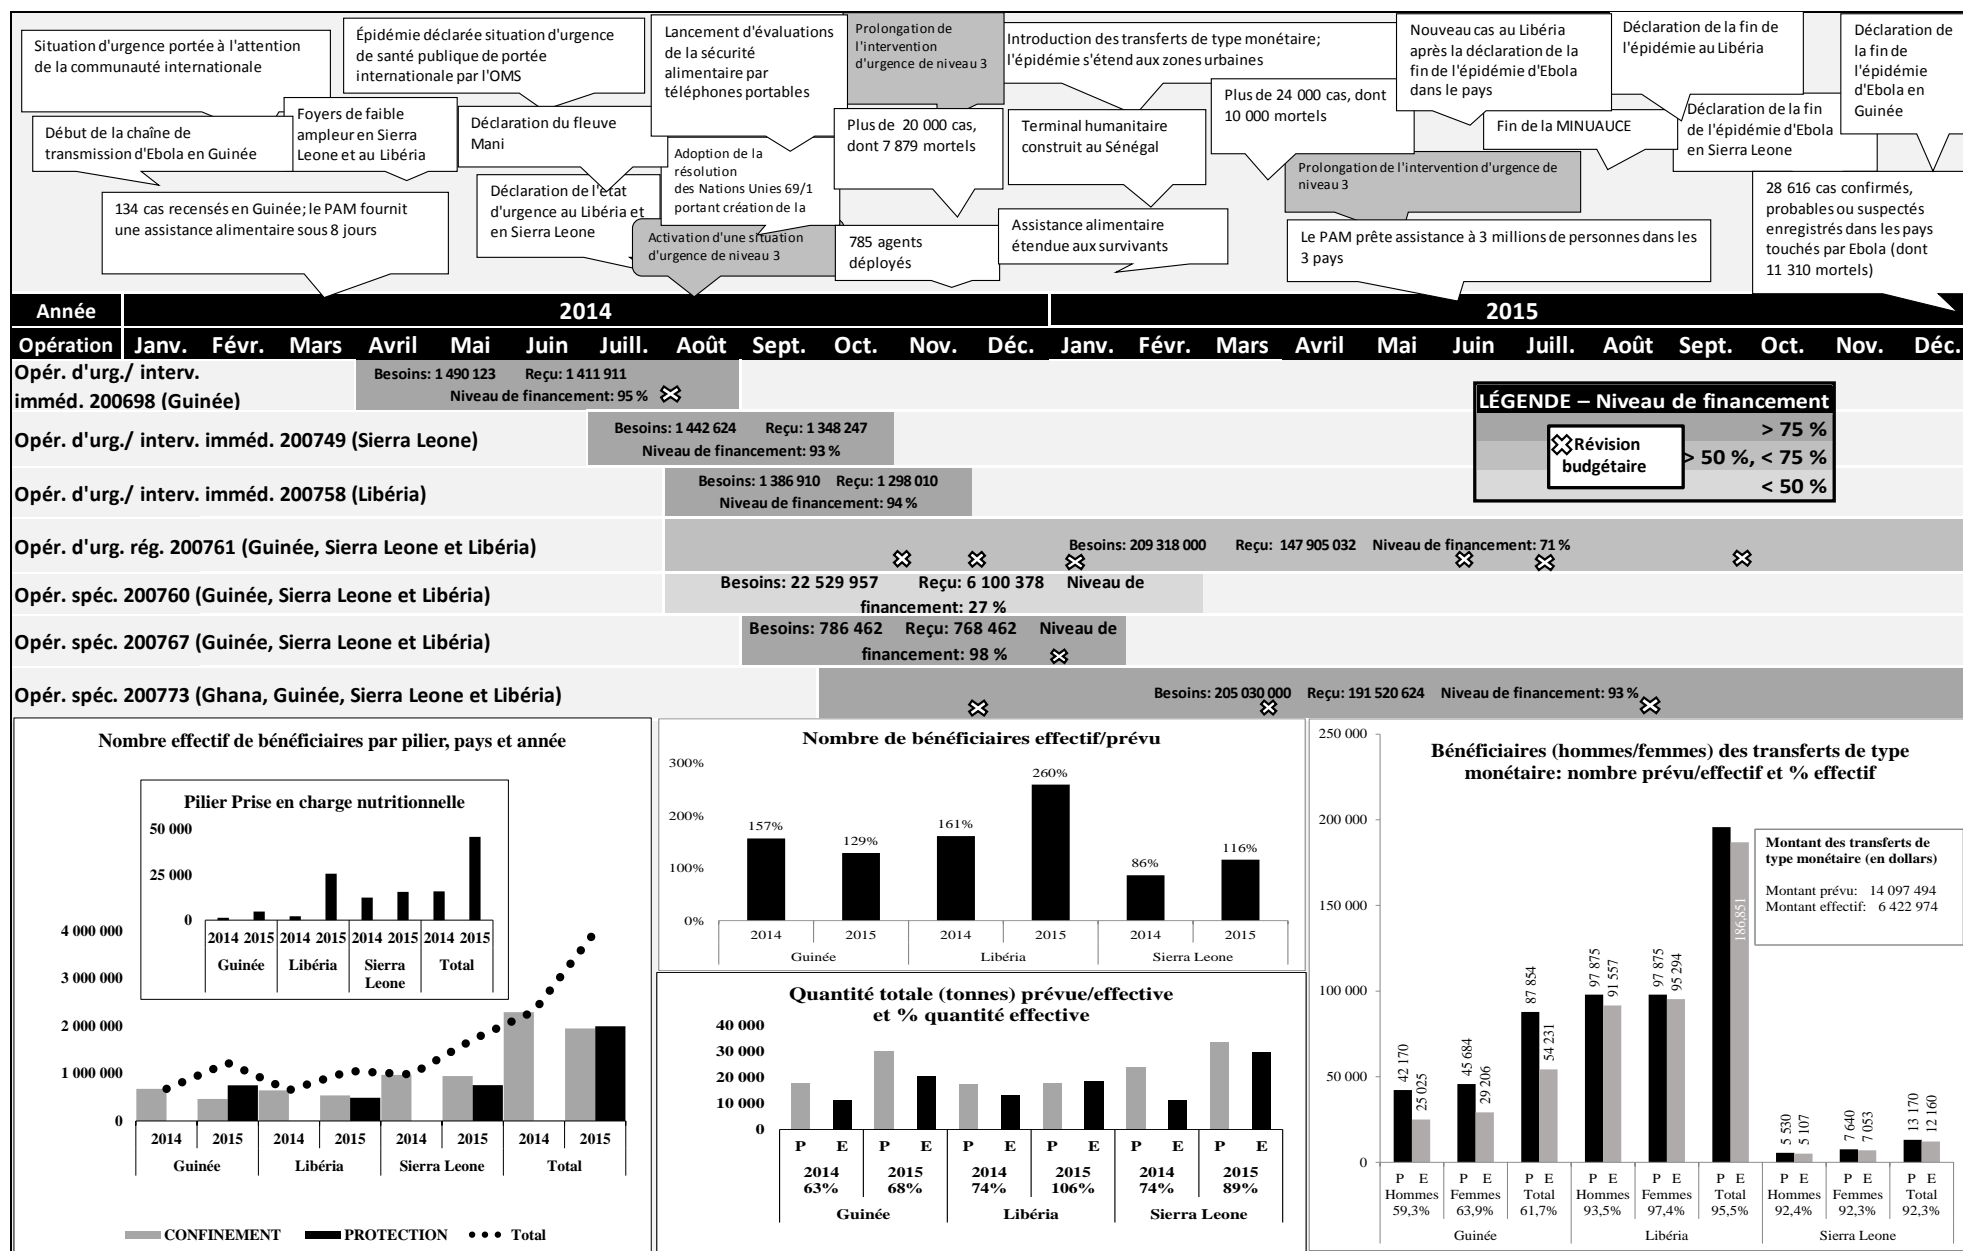 Situation d'urgence portée à l'attention
de la communauté internationale
Épidémie déclarée situation d'urgence
de santé publique de portée
internationale par l'OMS
Lancement d'évaluations
de la sécurité
alimentaire par
téléphones portables
Prolongation de
l'intervention
d'urgence de niveau 3
Introduction des transferts de type monétaire;
l'épidémie s'étend aux zones urbaines
Nouveau cas au Libéria
après la déclaration de la
fin de l'épidémie d'Ebola
dans le pays
Déclaration de la fin de
l'épidémie au Libéria
Déclaration de
la fin de
l'épidémie
d'Ebola en
Guinée
Début de la chaîne de
transmission d'Ebola en Guinée
Foyers de faible
ampleur en Sierra
Leone et au Libéria
Déclaration du fleuve
Mani
Adoption de la
résolution
des Nations Unies 69/1
portant création de la
Plus de 20 000 cas,
dont 7 879 mortels
Terminal humanitaire
construit au Sénégal
Plus de 24 000 cas, dont
10 000 mortels
Fin de la MINUAUCE
Déclaration de la fin
de l'épidémie d'Ebola
en Sierra Leone
134 cas recensés en Guinée; le PAM fournit
une assistance alimentaire sous 8 jours
Déclaration de l'état
d'urgence au Libéria et
en Sierra Leone
Activation d'une situation
d'urgence de niveau 3
785 agents
déployés
Assistance alimentaire
étendue aux survivants
Prolongation de l'intervention d'urgence de
niveau 3
Le PAM prête assistance à 3 millions de personnes dans les
3 pays
28 616 cas confirmés,
probables ou suspectés
enregistrés dans les pays
touchés par Ebola (dont
11 310 mortels)
Année 2014 2015
Opération Janv. Févr. Mars Avril Mai Juin Juill. Août Sept. Oct. Nov. Déc. Janv. Févr. Mars Avril Mai Juin Juill. Août Sept. Oct. Nov. Déc.
Opér. d'urg./ interv.
imméd. 200698 (Guinée)
Besoins: 1 490 123 Reçu: 1 411 911
Niveau de financement: 95 %
Opér. d'urg./ interv. imméd. 200749 (Sierra Leone)
Besoins: 1 442 624 Reçu: 1 348 247
Niveau de financement: 93 %
Opér. d'urg./ interv. imméd. 200758 (Libéria)
Besoins: 1 386 910 Reçu: 1 298 010
Niveau de financement: 94 %
LÉGENDE – Niveau de financement
> 75 %
> 50 %, < 75 %
< 50 %
Révision
budgétaire
Opér. d'urg. rég. 200761 (Guinée, Sierra Leone et Libéria)
Besoins: 209 318 000 Reçu: 147 905 032 Niveau de financement: 71 %
Opér. spéc. 200760 (Guinée, Sierra Leone et Libéria)
Besoins: 22 529 957 Reçu: 6 100 378 Niveau de
financement: 27 %
Opér. spéc. 200767 (Guinée, Sierra Leone et Libéria)
Besoins: 786 462 Reçu: 768 462 Niveau de
financement: 98 %
Opér. spéc. 200773 (Ghana, Guinée, Sierra Leone et Libéria)
Besoins: 205 030 000 Reçu: 191 520 624 Niveau de financement: 93 %
Nombre effectif de bénéficiaires par pilier, pays et année
Pilier Prise en charge nutritionnelle
50 000
25 000
0
2014 2015 2014 2015 2014 2015 2014 2015
Guinée Libéria Sierra Leone Total
4 000 000
3 000 000
2 000 000
1 000 000
0
2014 2015 2014 2015 2014 2015 2014 2015
Guinée Libéria Sierra Leone Total
CONFINEMENT PROTECTION Total
Nombre de bénéficiaires effectif/prévu
300%
200%
100%
0%
157% 129% 161% 260% 86% 116%
2014 2015 2014 2015 2014 2015
Guinée Libéria Sierra Leone
Quantité totale (tonnes) prévue/effective
et % quantité effective
40 000
30 000
20 000
10 000
0
P E P E P E P E P E P E
2014 2015 2014 2015 2014 2015
63% 68% 74% 106% 74% 89%
Guinée Libéria Sierra Leone
Bénéficiaires (hommes/femmes) des transferts de type
monétaire: nombre prévu/effectif et % effectif
250 000
200 000
150 000
100 000
50 000
0
Montant des transferts de
type monétaire (en dollars)
Montant prévu: 14 097 494
Montant effectif: 6 422 974
42 170 25 025 45 684 29 206 87 854 54 231 97 875 91 557 97 875 95 294 186,851 5 530 5 107 7 640 7 053 13 170 12 160
P E P E P E P E P E P E P E P E P E
Hommes Femmes Total Hommes Femmes Total Hommes Femmes Total
59,3% 63,9% 61,7% 93,5% 97,4% 95,5% 92,4% 92,3% 92,3%
Guinée Libéria Sierra Leone